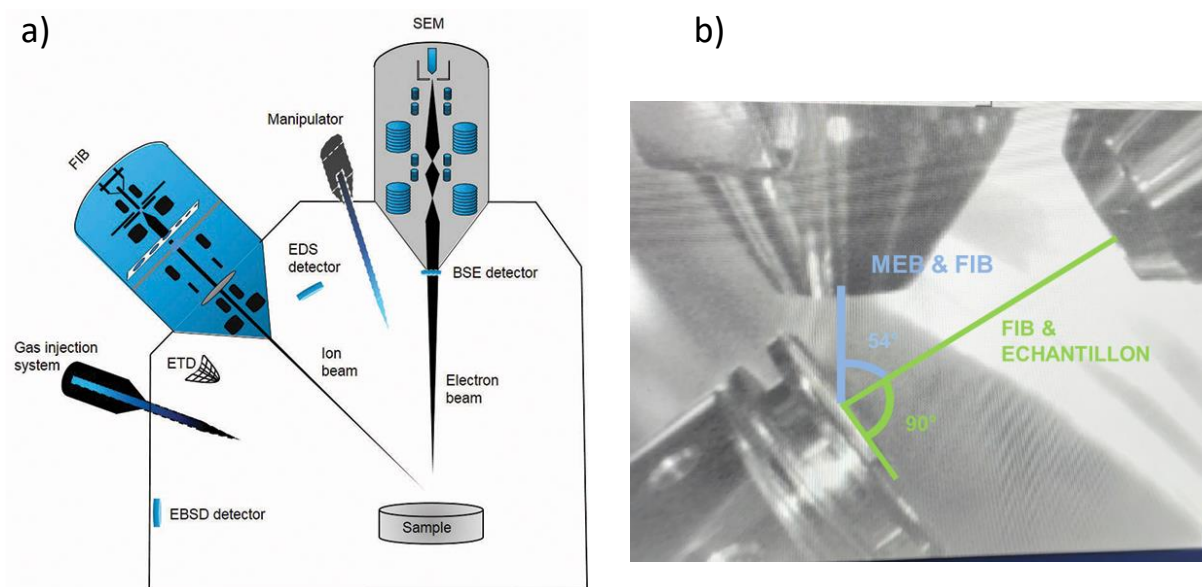 a)
SEM
Manipulator
FIB
EDS
detector
BSE detector
Gas injection
system
ETD
Ion
beam
Electron
beam
EBSD detector
Sample
b)
MEB & FIB
54°
FIB &
ECHANTILLON
90°